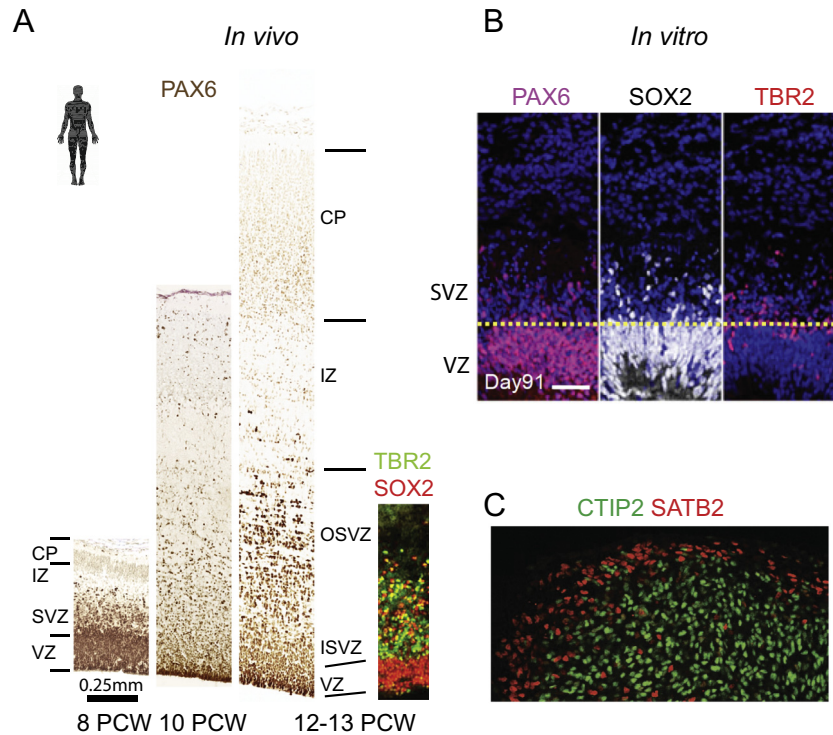 A
In vivo
PAX6
CP
IZ
OSVZ
ISVZ
VZ
TBR2
SOX2
CP
IZ
SVZ
VZ
0.25mm
8 PCW 10 PCW 12-13 PCW
B
In vitro
PAX6 SOX2 TBR2
SVZ
VZ
Day91
C
CTIP2 SATB2